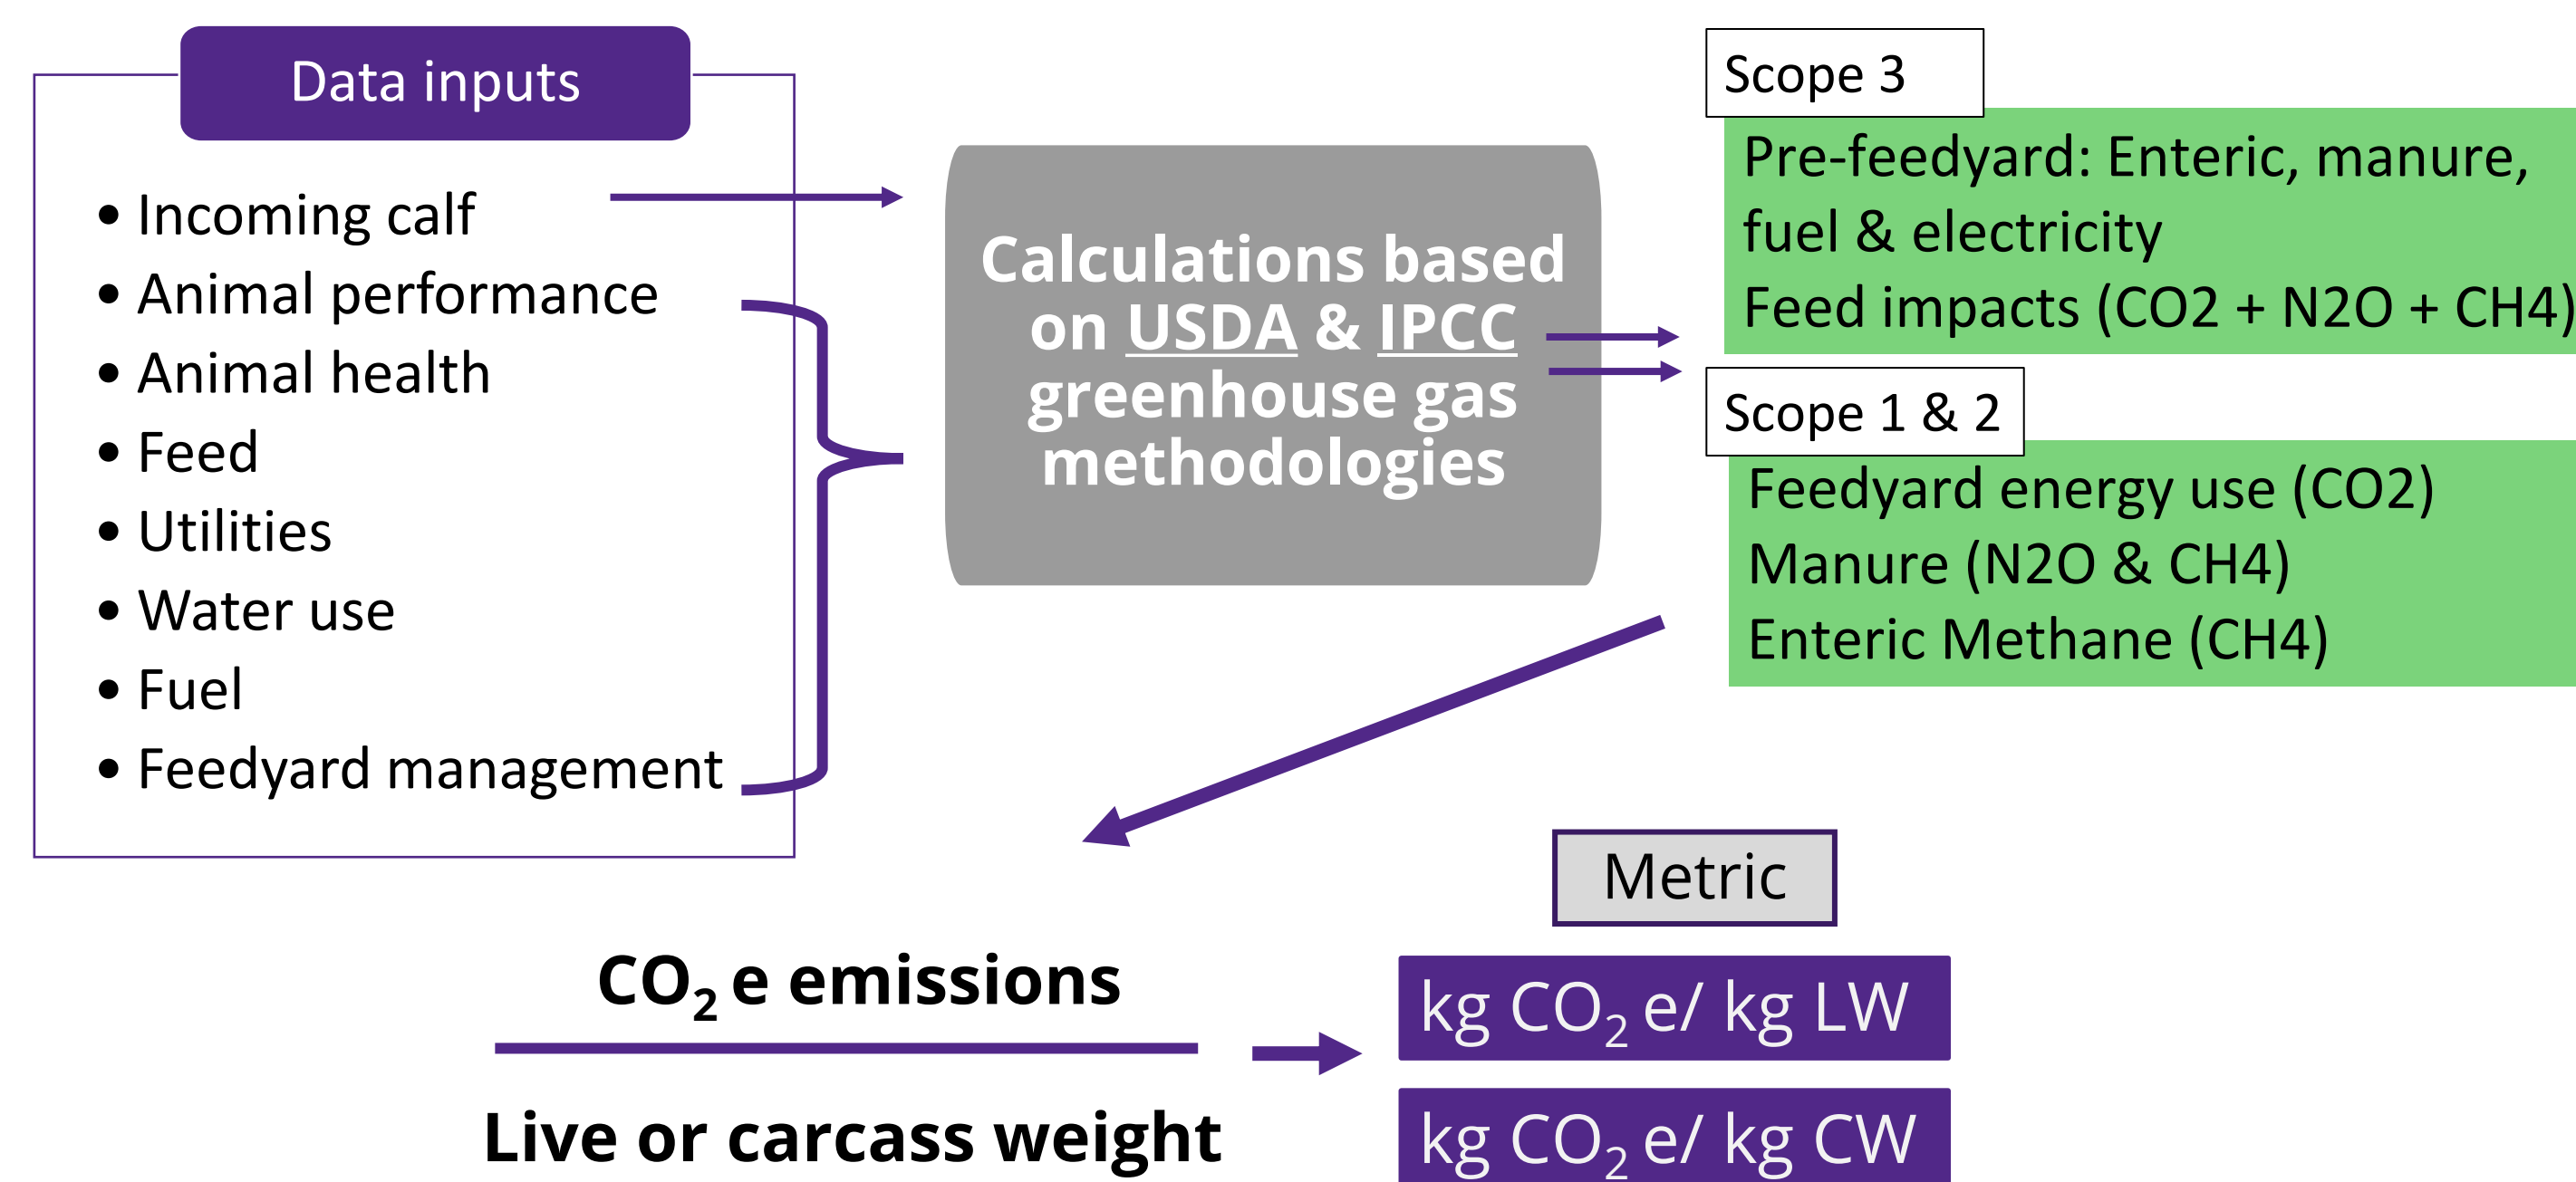 Data inputs
• Incoming calf
• Animal performance
• Animal health
• Feed
• Utilities
• Water use
• Fuel
• Feedyard management
Calculations based
on USDA & IPCC
greenhouse gas
methodologies
Scope 3
Pre-feedyard: Enteric, manure,
fuel & electricity
Feed impacts (CO2 + N2O + CH4)
Scope 1 & 2
Feedyard energy use (CO2)
Manure (N2O & CH4)
Enteric Methane (CH4)
CO₂ e emissions
Live or carcass weight
Metric
kg CO₂ e/ kg LW
kg CO₂ e/ kg CW